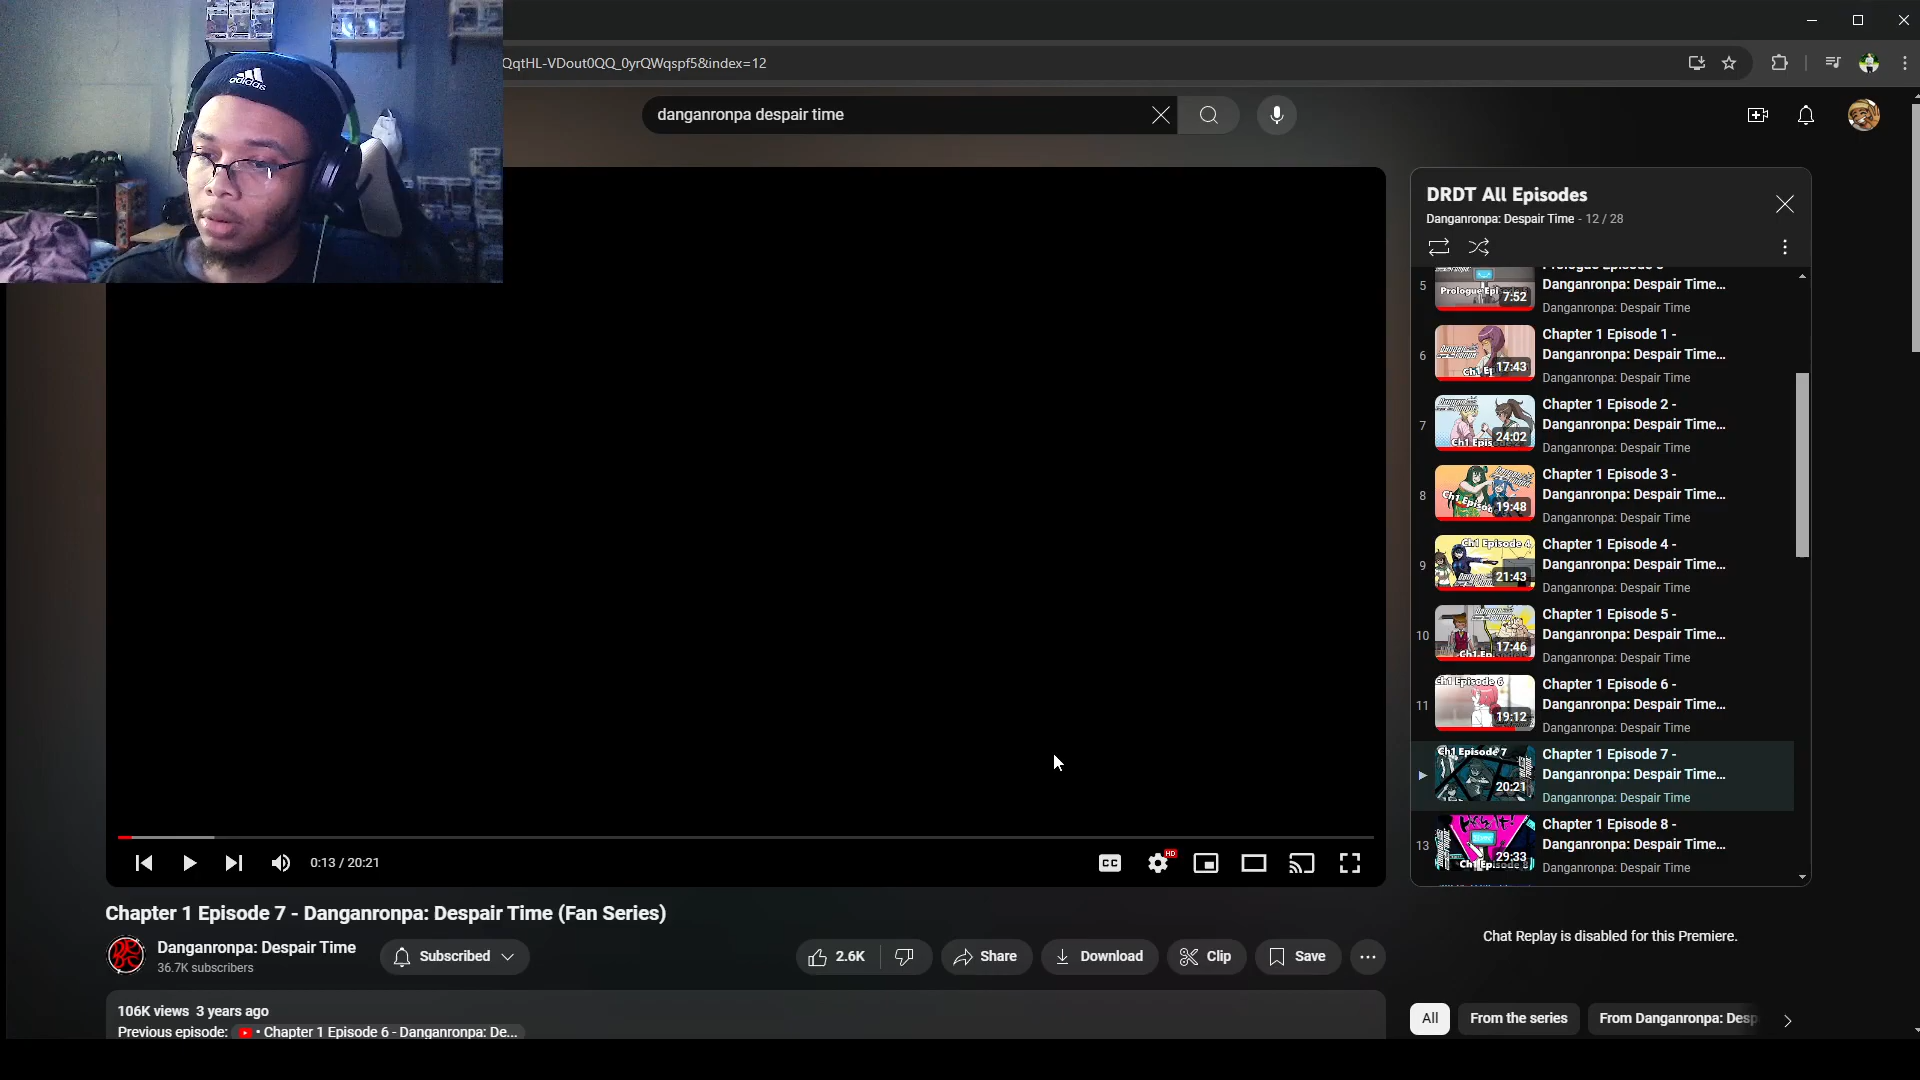 adidas
QqtHL-VDout0QQ_0yrQWqspf5&index=12
danganronpa despair time
DRDT All Episodes
Danganronpa: Despair Time - 12 / 28
5
7:52
Danganronpa: Despair Time...
Danganronpa: Despair Time
6
17:43
Chapter 1 Episode 1 -
Danganronpa: Despair Time...
Danganronpa: Despair Time
7
24:02
Chapter 1 Episode 2 -
Danganronpa: Despair Time...
Danganronpa: Despair Time
8
19:48
Chapter 1 Episode 3 -
Danganronpa: Despair Time...
Danganronpa: Despair Time
9
Ch1 Episode 4
21:43
Chapter 1 Episode 4 -
Danganronpa: Despair Time...
Danganronpa: Despair Time
10
17:46
Chapter 1 Episode 5 -
Danganronpa: Despair Time...
Danganronpa: Despair Time
11
Ch1 Episode 6
19:12
Chapter 1 Episode 6 -
Danganronpa: Despair Time...
Danganronpa: Despair Time
Ch1 Episode 7
20:21
Chapter 1 Episode 7 -
Danganronpa: Despair Time...
Danganronpa: Despair Time
13
29:33
Chapter 1 Episode 8 -
Danganronpa: Despair Time...
Danganronpa: Despair Time
0:13 / 20:21
CC
HD
Chapter 1 Episode 7 - Danganronpa: Despair Time (Fan Series)
Danganronpa: Despair Time
36.7K subscribers
Subscribed
2.6K
Share
Download
Clip
Save
Chat Replay is disabled for this Premiere.
106K views 3 years ago
Previous episode: • Chapter 1 Episode 6 - Danganronpa: De...
All
From the series
From Danganronpa: Desp